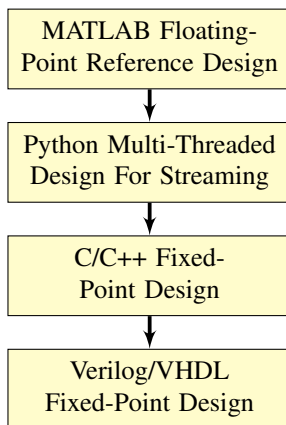 MATLAB Floating-
Point Reference Design
Python Multi-Threaded
Design For Streaming
C/C++ Fixed-
Point Design
Verilog/VHDL
Fixed-Point Design